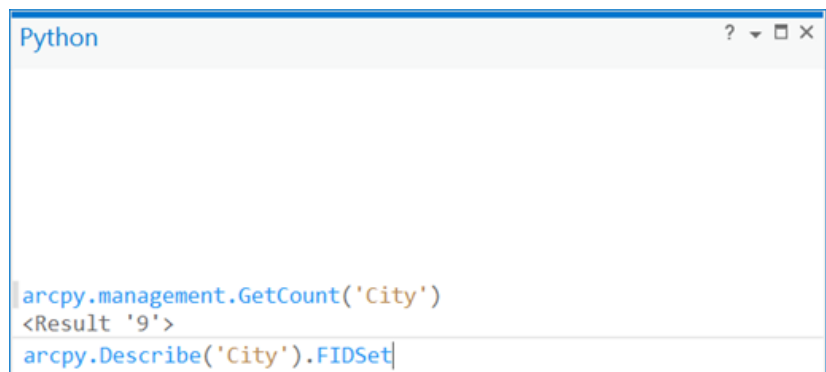 Python
?
arcpy.management.GetCount('City')
<Result '9'>
arcpy.Describe('City').FIDSet